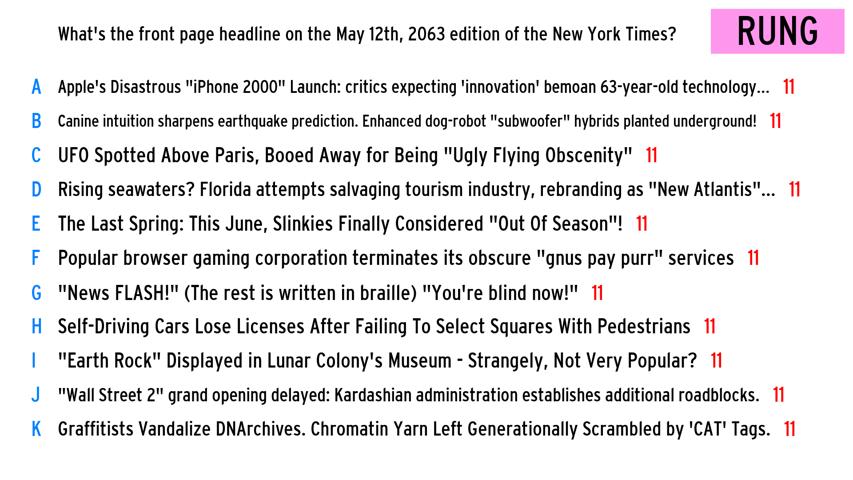 What's the front page headline on the May 12th, 2063 edition of the New York Times?
RUNG
A Apple's Disastrous "iPhone 2000" Launch: critics expecting 'innovation' bemoan 63-year-old technology... 11
B Canine intuition sharpens earthquake prediction. Enhanced dog-robot "subwoofer" hybrids planted underground! 11
C UFO Spotted Above Paris, Booed Away for Being "Ugly Flying Obscenity" 11
D Rising seawaters? Florida attempts salvaging tourism industry, rebranding as "New Atlantis"... 11
E The Last Spring: This June, Slinkies Finally Considered "Out Of Season"! 11
F Popular browser gaming corporation terminates its obscure "gnus pay purr" services 11
G "News FLASH!" (The rest is written in braille) "You're blind now!" 11
H Self-Driving Cars Lose Licenses After Failing To Select Squares With Pedestrians 11
I "Earth Rock" Displayed in Lunar Colony's Museum - Strangely, Not Very Popular? 11
J "Wall Street 2" grand opening delayed: Kardashian administration establishes additional roadblocks. 11
K Graffitists Vandalize DNArchives. Chromatin Yarn Left Generationally Scrambled by 'CAT' Tags. 11